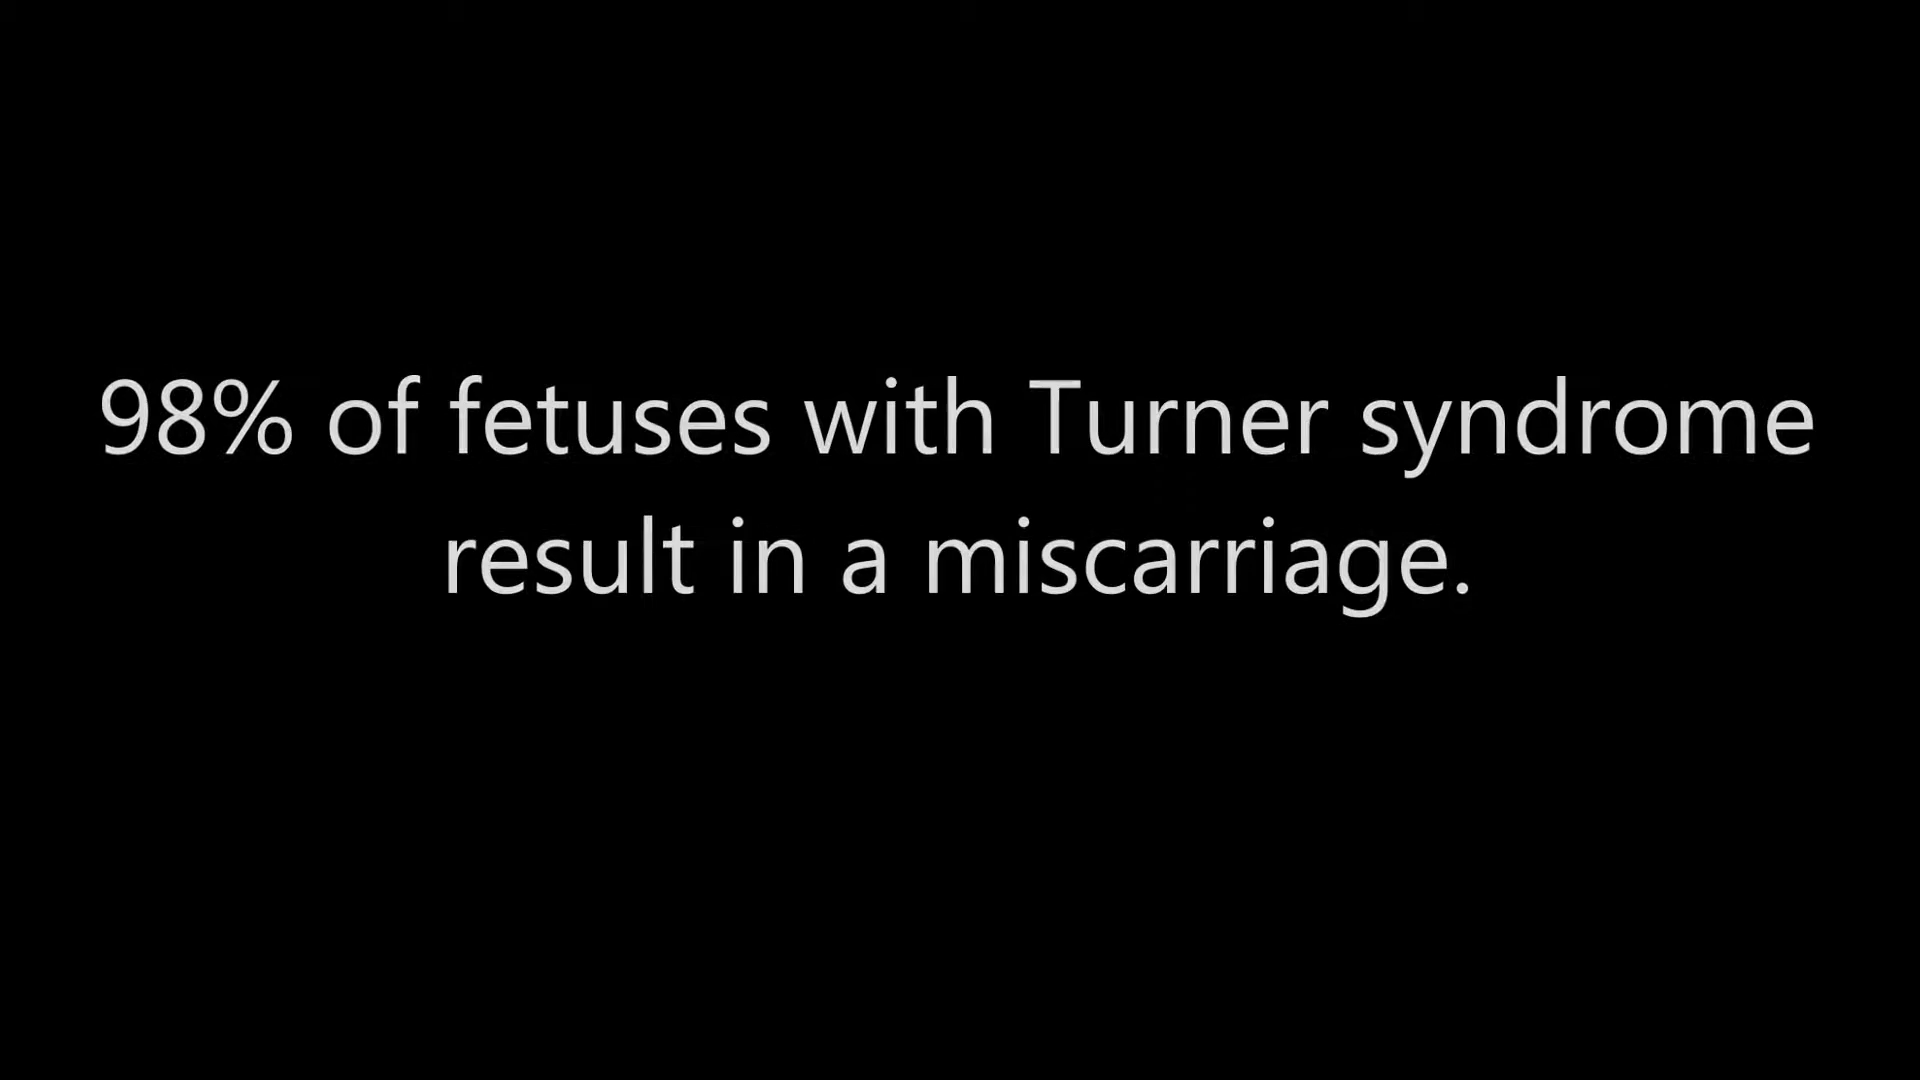 98% of fetuses with Turner syndrome
result in a miscarriage.